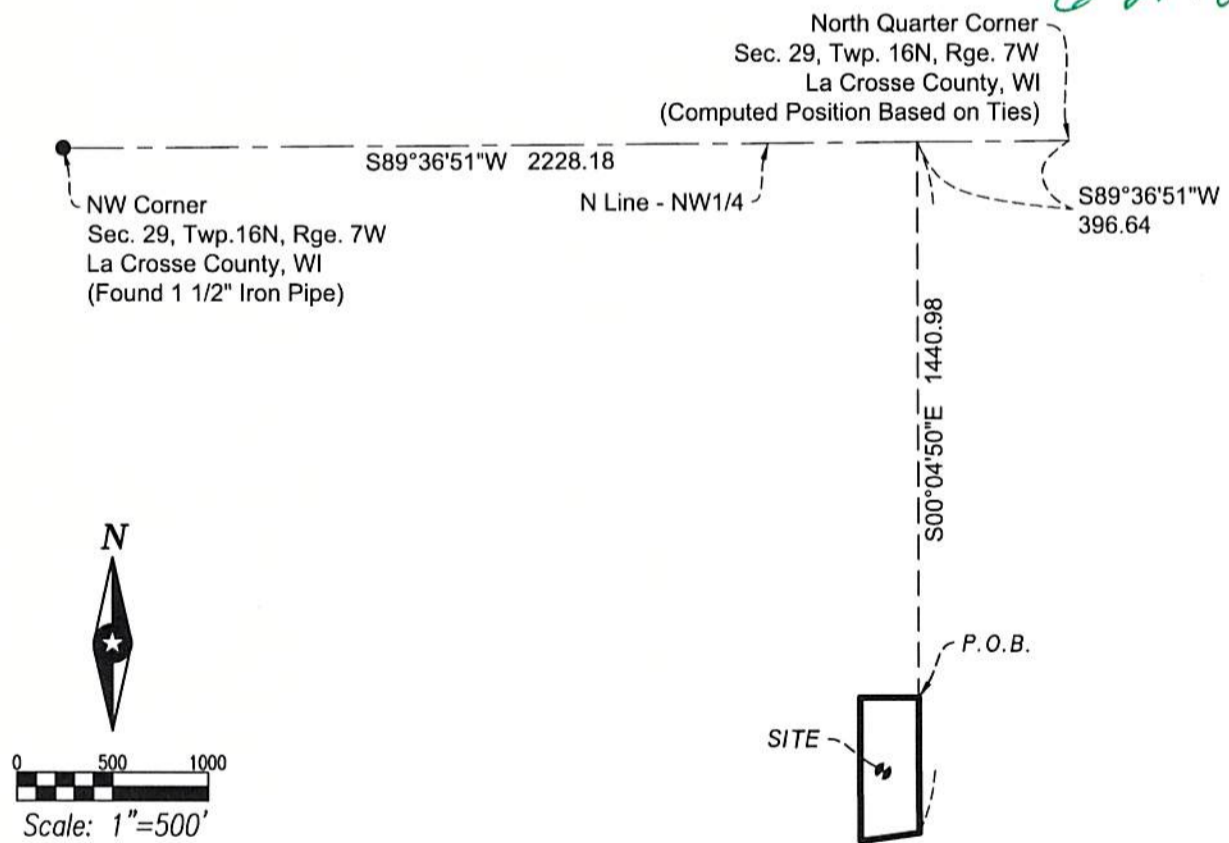 North Quarter Corner
Sec. 29, Twp. 16N, Rge. 7W
La Crosse County, WI
(Computed Position Based on Ties)
S89°36'51"W 2228.18
NW Corner
Sec. 29, Twp.16N, Rge. 7W
La Crosse County, WI
(Found 1 1/2" Iron Pipe)
N Line - NW1/4
S89°36'51"W
396.64
S00°04'50"E 1440.98
N
P.O.B.
SITE
0 500 1000
Scale: 1"=500'